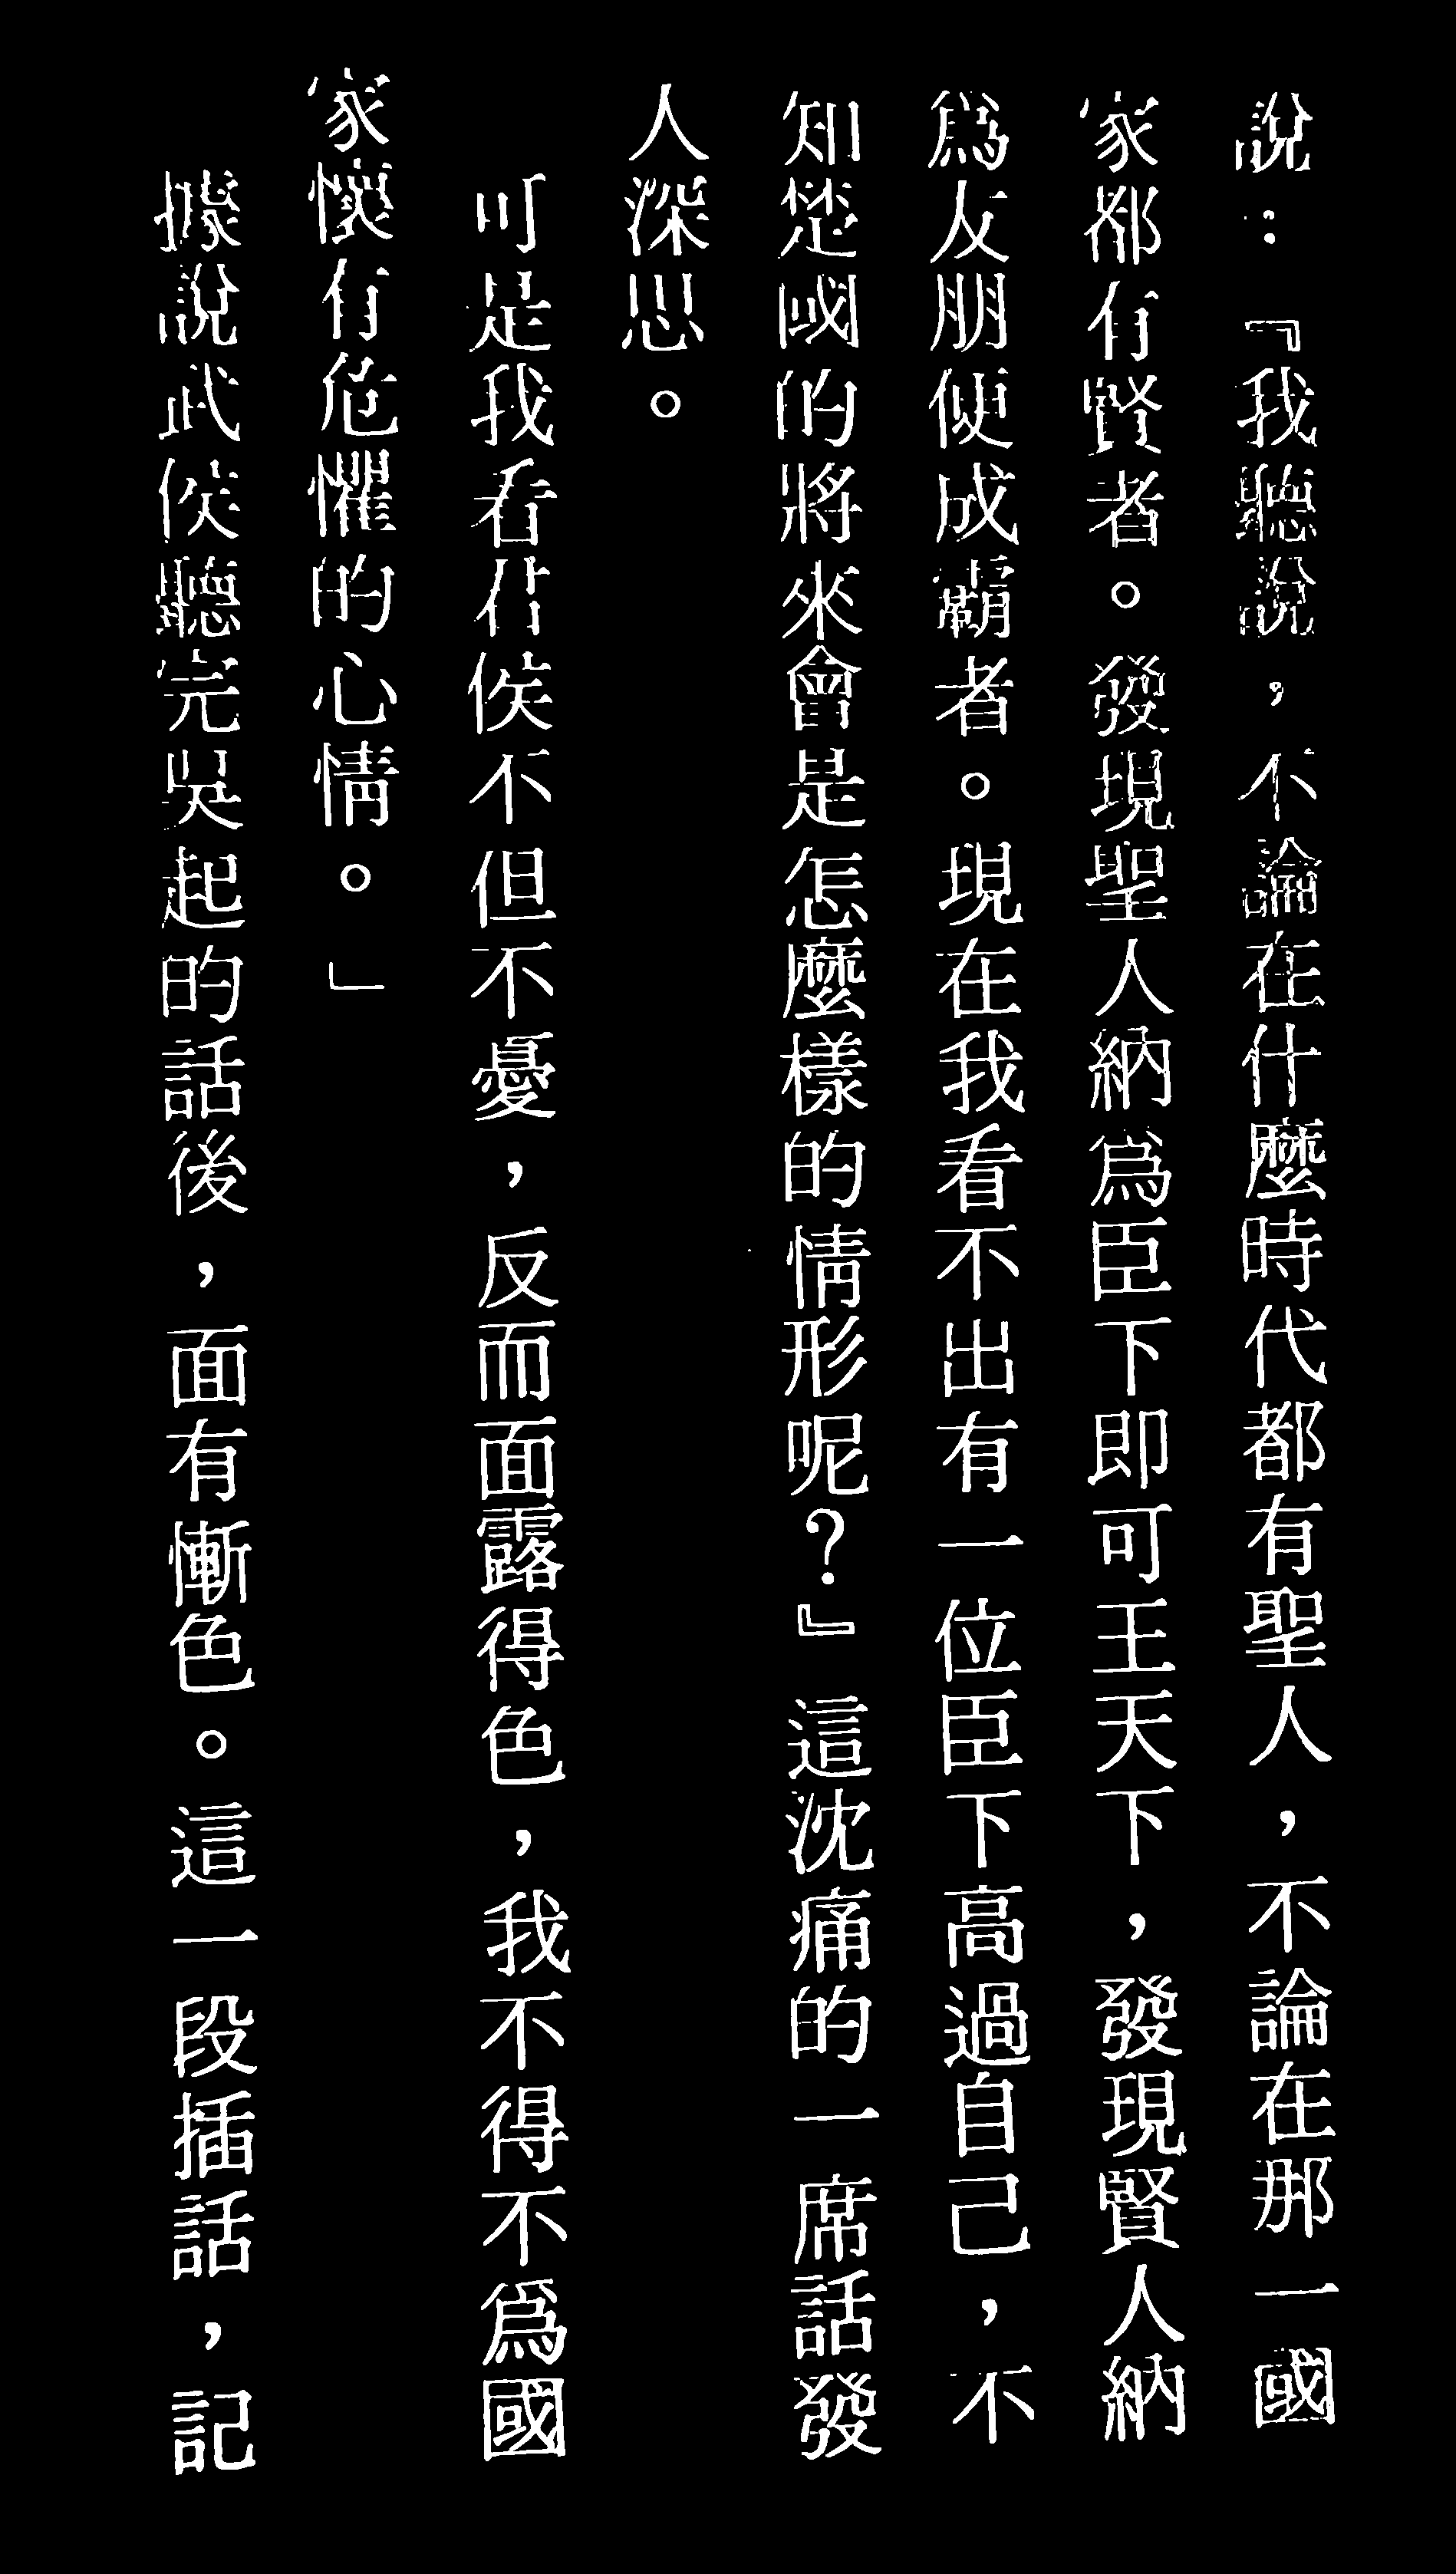 說：『我聽說，不論在什麼時代都有聖人，不論在那一國
家都有賢者。發現聖人納爲臣下即可王天下，發現賢人納
爲友朋便成霸者。現在我看不出有一位臣下高過自己，不
知楚國的將來會是怎麼樣的情形呢？』這沈痛的一席話發
人深思。
可是我看君侯不但不憂，反而面露得色，我不得不爲國
家懷有危懼的心情。」
據說武侯聽完吳起的話後，面有慚色。這一段插話，記